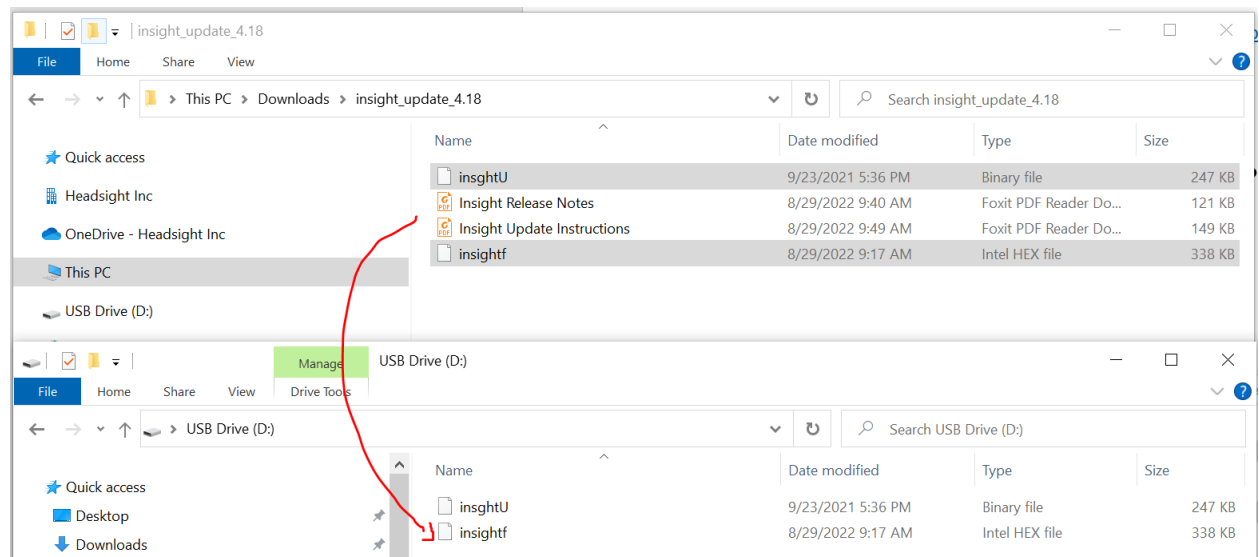 insight_update_4.18
File Home Share View
This PC > Downloads > insight_update_4.18
Search insight_update_4.18
Name Date modified Type Size
Quick access
Headsight Inc
OneDrive - Headsight Inc
This PC
USB Drive (D:)
insghtU 9/23/2021 5:36 PM Binary file 247 KB
Insight Release Notes 8/29/2022 9:40 AM Foxit PDF Reader Do... 121 KB
Insight Update Instructions 8/29/2022 9:49 AM Foxit PDF Reader Do... 149 KB
insightf 8/29/2022 9:17 AM Intel HEX file 338 KB
Manage USB Drive (D:)
File Home Share View Drive Tools
USB Drive (D:)
Search USB Drive (D:)
Name Date modified Type Size
Quick access
Desktop
Downloads
insghtU 9/23/2021 5:36 PM Binary file 247 KB
insightf 8/29/2022 9:17 AM Intel HEX file 338 KB